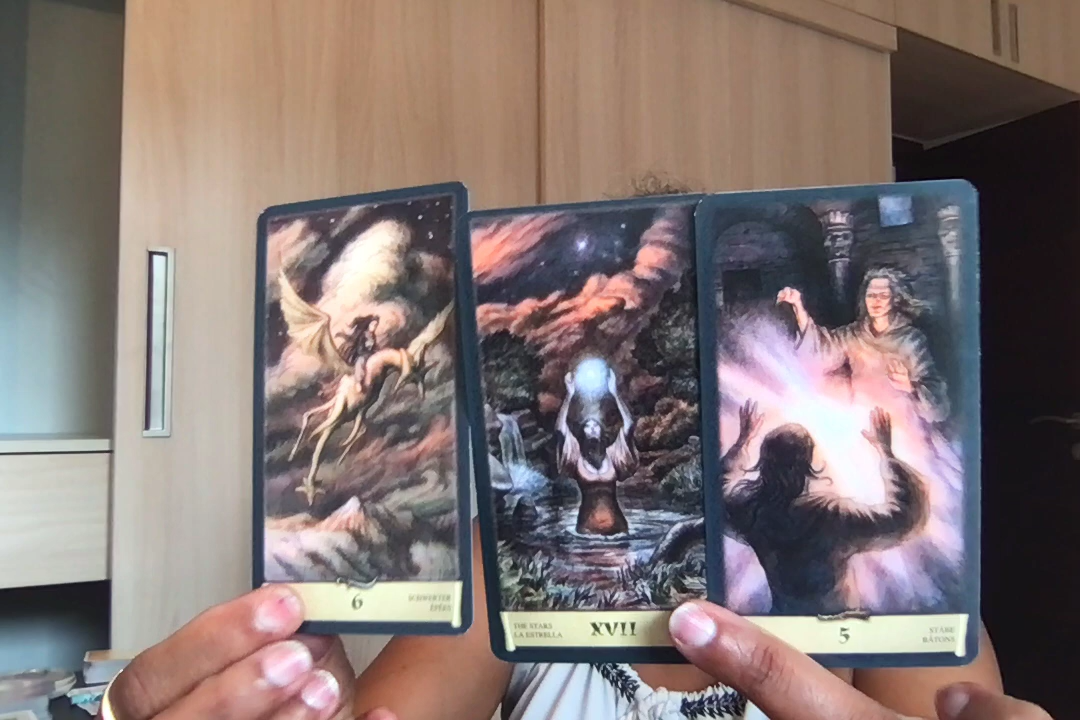 6
SCHWERTER
ÉPÉES
THE STARS
LA ESTRELLA
XVII
5
STÄBE
BÂTONS